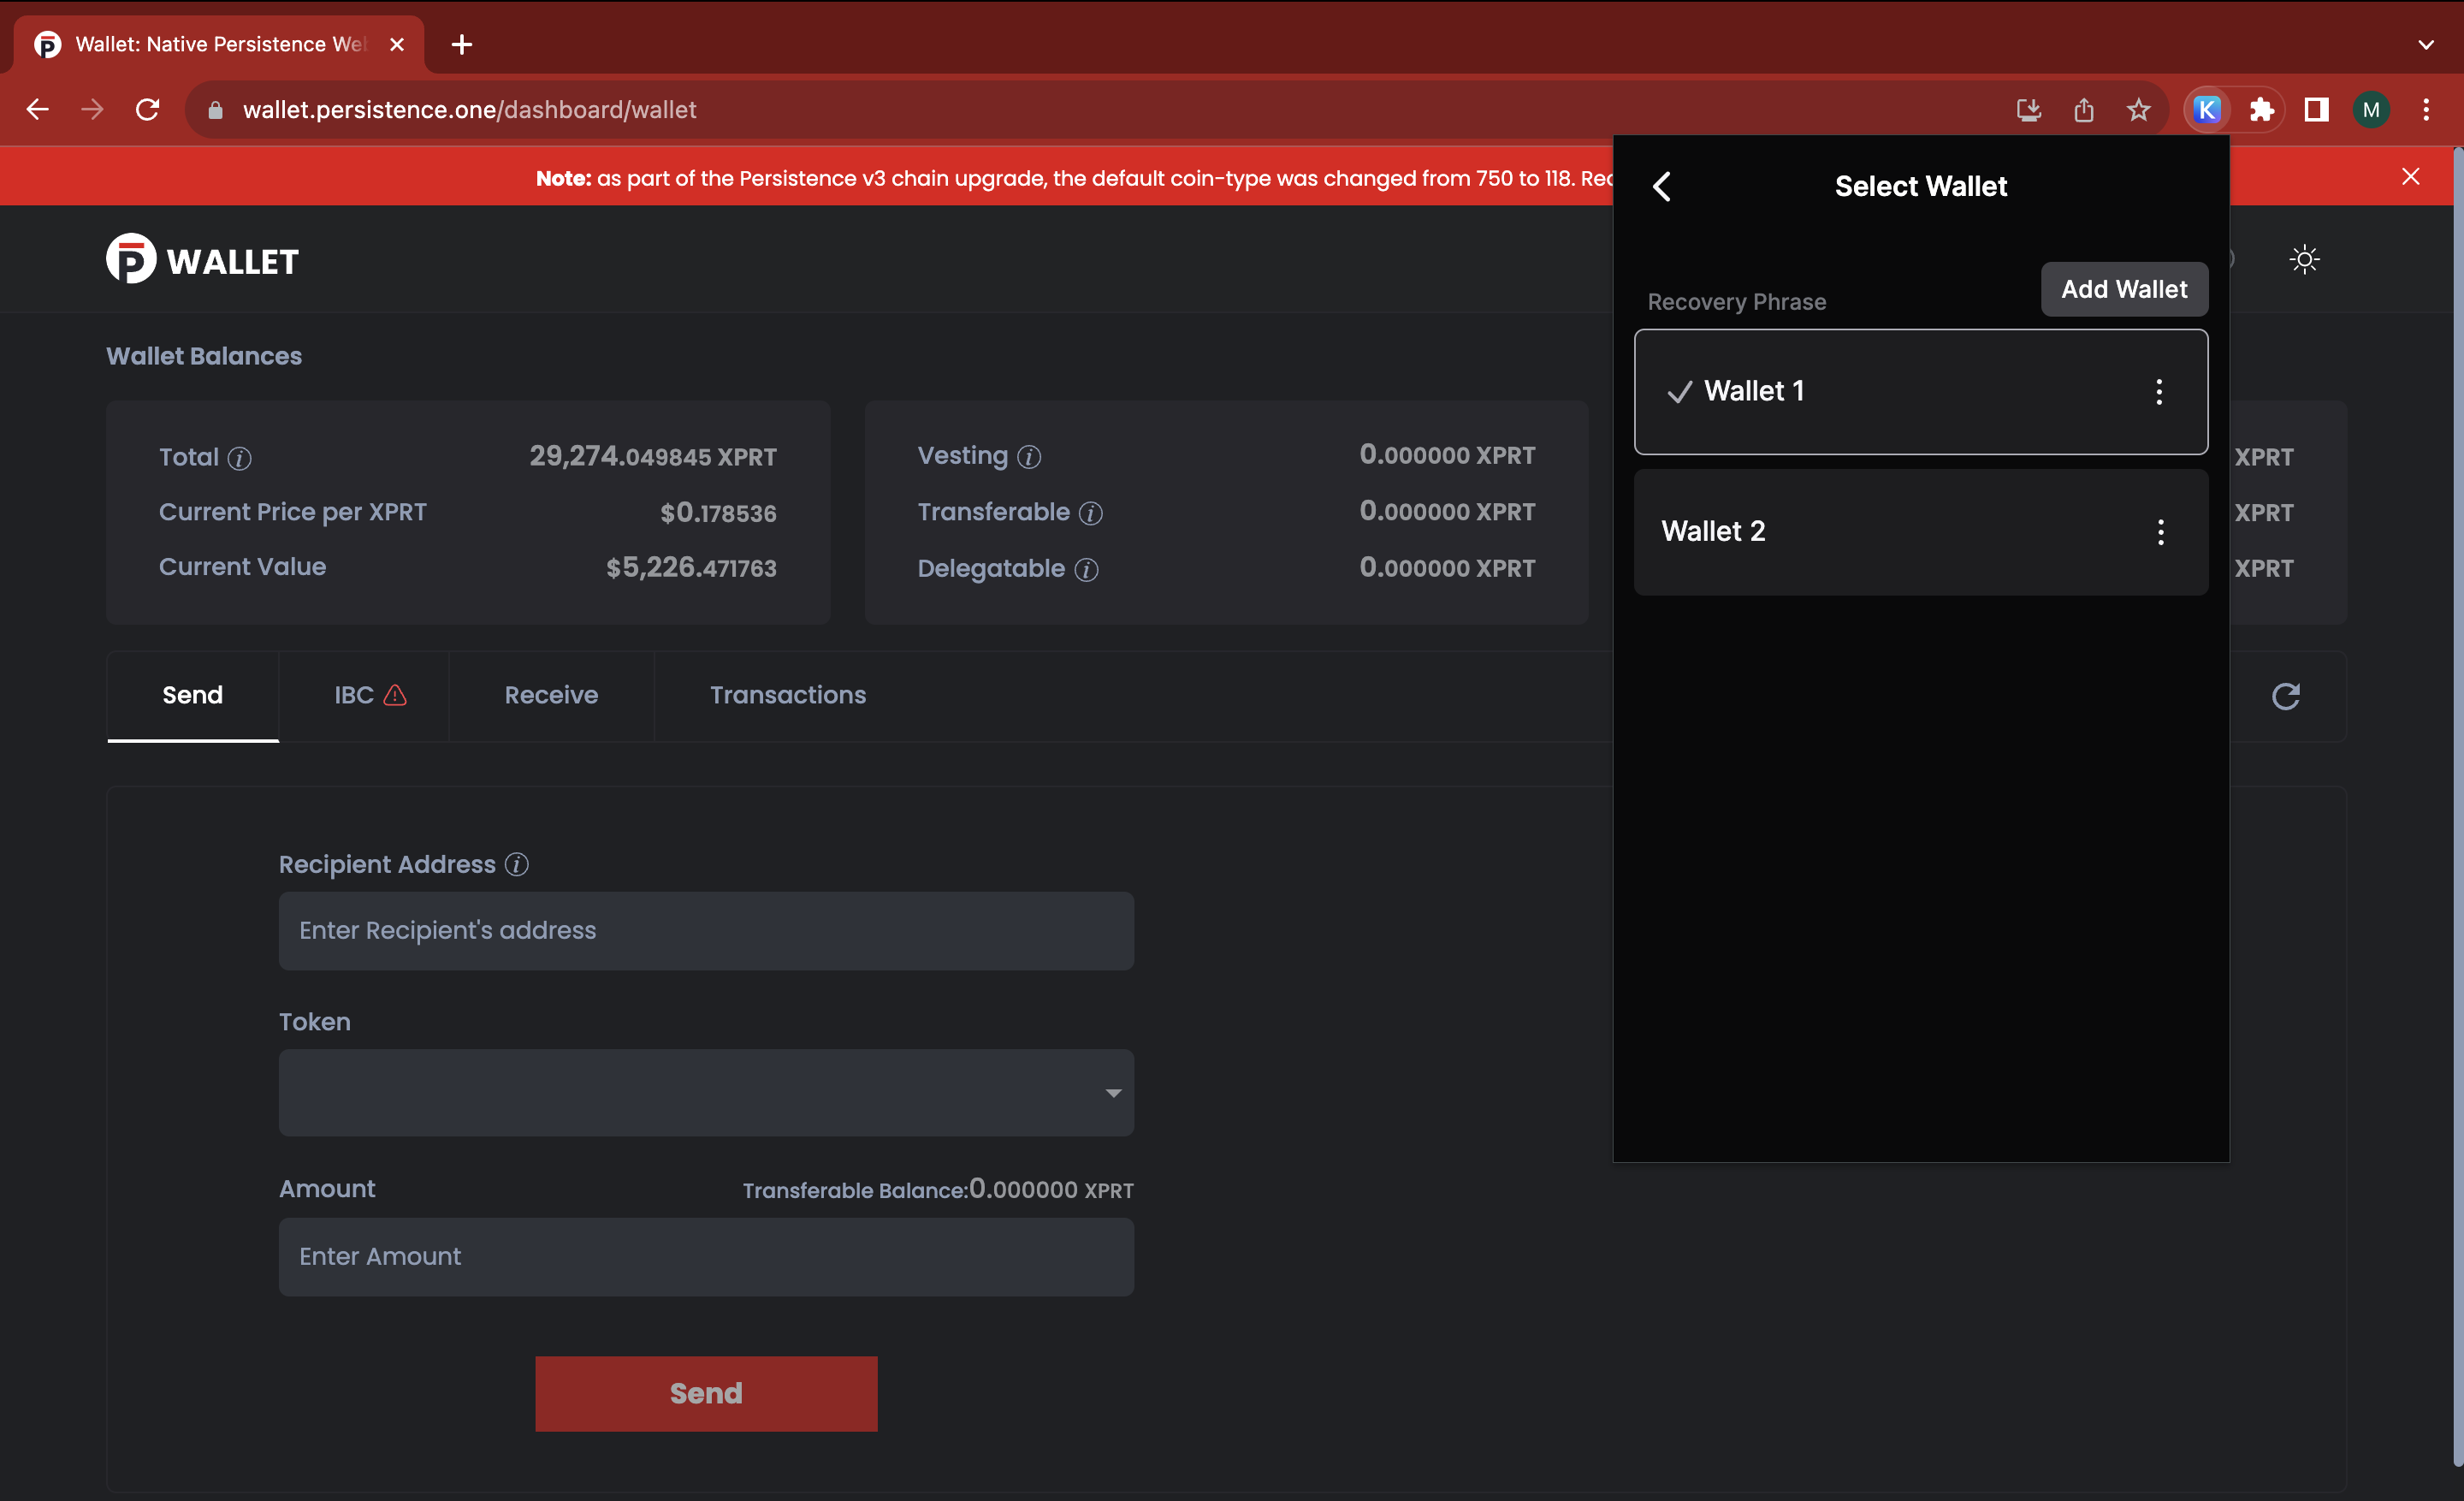 Wallet: Native Persistence We
wallet.persistence.one/dashboard/wallet
K
M
Note: as part of the Persistence v3 chain upgrade, the default coin-type was changed from 750 to 118.
WALLET
Wallet Balances
Total
29,274.049845 XPRT
Current Price per XPRT
$0.178536
Current Value
$5,226.471763
Vesting
0.000000 XPRT
Transferable
0.000000 XPRT
Delegatable
0.000000 XPRT
XPRT
XPRT
XPRT
Send
IBC
Receive
Transactions
Recipient Address
Enter Recipient's address
Token
Amount
Transferable Balance:0.000000 XPRT
Enter Amount
Send
Select Wallet
Recovery Phrase
Add Wallet
Wallet 1
Wallet 2